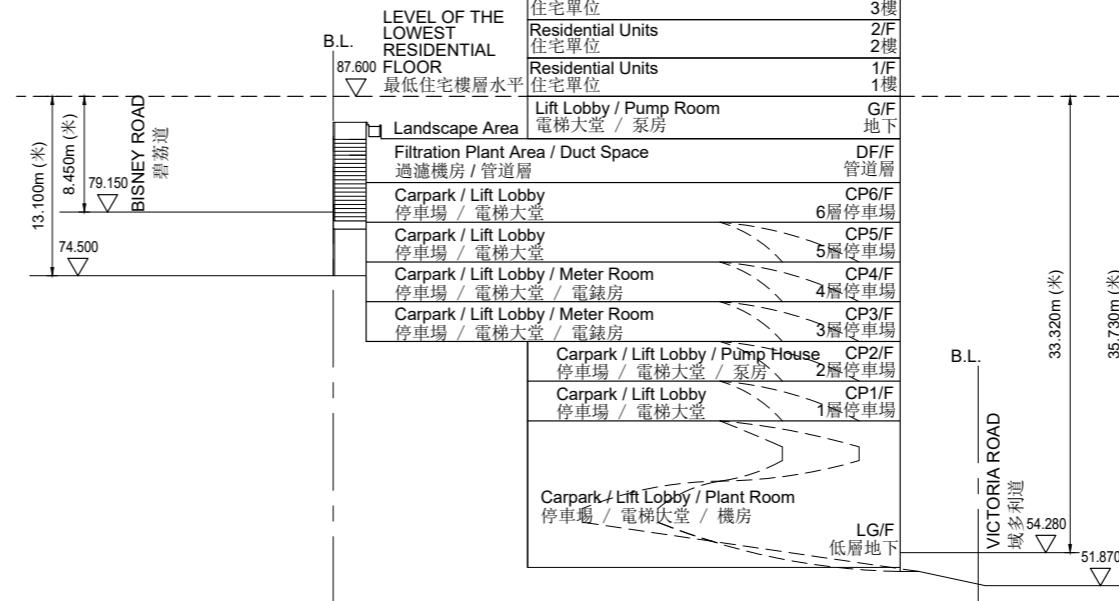 住宅單位 3樓
Residential Units 2/F
住宅單位 2樓
Residential Units 1/F
住宅單位 1樓
LEVEL OF THE
LOWEST
RESIDENTIAL
FLOOR
最低住宅樓層水平
B.L.
87.600
Lift Lobby / Pump Room G/F
電梯大堂 / 泵房 地下
Landscape Area
Filtration Plant Area / Duct Space DF/F
過濾機房 / 管道層 管道層
Carpark / Lift Lobby CP6/F
停車場 / 電梯大堂 6層停車場
Carpark / Lift Lobby CP5/F
停車場 / 電梯大堂 5層停車場
Carpark / Lift Lobby / Meter Room CP4/F
停車場 / 電梯大堂 / 電錶房 4層停車場
Carpark / Lift Lobby / Meter Room CP3/F
停車場 / 電梯大堂 / 電錶房 3層停車場
Carpark / Lift Lobby / Pump House CP2/F
停車場 / 電梯大堂 / 泵房 2層停車場
Carpark / Lift Lobby CP1/F
停車場 / 電梯大堂 1層停車場
Carpark / Lift Lobby / Plant Room
停車場 / 電梯大堂 / 機房
LG/F
低層地下
13.100m (米)
8.450m (米)
79.150
74.500
BISNEY ROAD
碧荔道
B.L.
VICTORIA ROAD
域多利道
54.280
51.870
33.320m (米)
35.730m (米)